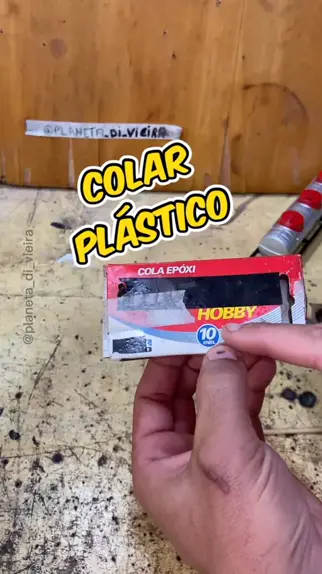 @PLANETA_DI_VIEIRA
COLAR
PLÁSTICO
COLA EPÓXI
HOBBY
10
min.
@planeta_di_vieira